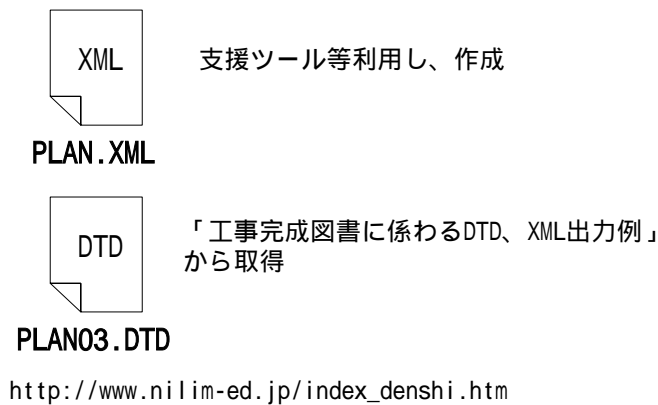 XML
支援ツール等利用し、作成
PLAN.XML
DTD
「工事完成図書に係わるDTD、XML出力例」
から取得
PLAN03.DTD
http://www.nilim-ed.jp/index_denshi.htm